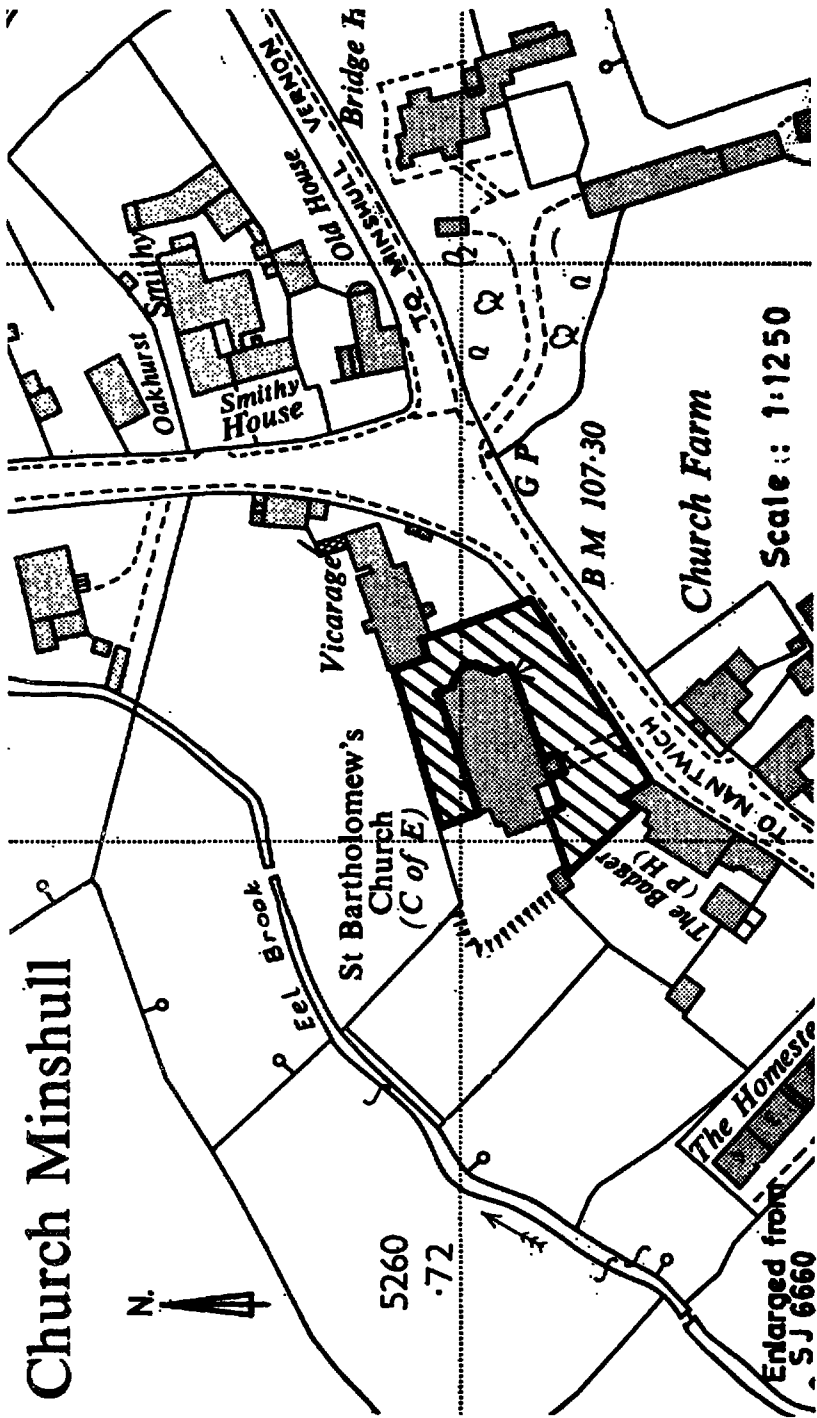 Church Minshull
N.
5260
.72
Eel Brook
St Bartholomew's
Church
(C of E)
Vicarage
Oakhurst
Smithy
Smithy
House
Old House
TO MINSHULL VERNON
Bridge
G P
B M 107·30
Church Farm
Scale :: 1:1250
TO NANTWICH
The Badger
(P H)
The Homeste
Enlarged from
SJ 6660